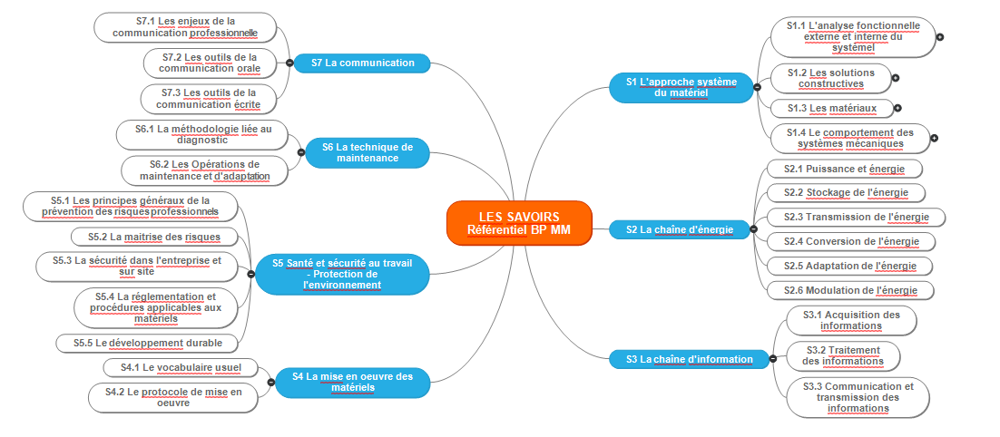 LES SAVOIRS
Référentiel BP MM
S1 L'approche système
du matériel
S1.1 L'analyse fonctionnelle
externe et interne du
systèmel
S1.2 Les solutions
constructives
S1.3 Les matériaux
S1.4 Le comportement des
systèmes mécaniques
S2 La chaîne d'énergie
S2.1 Puissance et énergie
S2.2 Stockage de l'énergie
S2.3 Transmission de l'énergie
S2.4 Conversion de l'énergie
S2.5 Adaptation de l'énergie
S2.6 Modulation de l'énergie
S3 La chaîne d'information
S3.1 Acquisition des
informations
S3.2 Traitement
des informations
S3.3 Communication et
transmission des
informations
S4 La mise en oeuvre des
matériels
S4.1 Le vocabulaire usuel
S4.2 Le protocole de mise en
oeuvre
S5 Santé et sécurité au travail
- Protection de
l'environnement
S5.1 Les principes généraux de la
prévention des risques professionnels
S5.2 La maitrise des risques
S5.3 La sécurité dans l'entreprise et
sur site
S5.4 La réglementation et
procédures applicables aux
matériels
S5.5 Le développement durable
S6 La technique de
maintenance
S6.1 La méthodologie liée au
diagnostic
S6.2 Les Opérations de
maintenance et d'adaptation
S7 La communication
S7.1 Les enjeux de la
communication professionnelle
S7.2 Les outils de la
communication orale
S7.3 Les outils de la
communication écrite